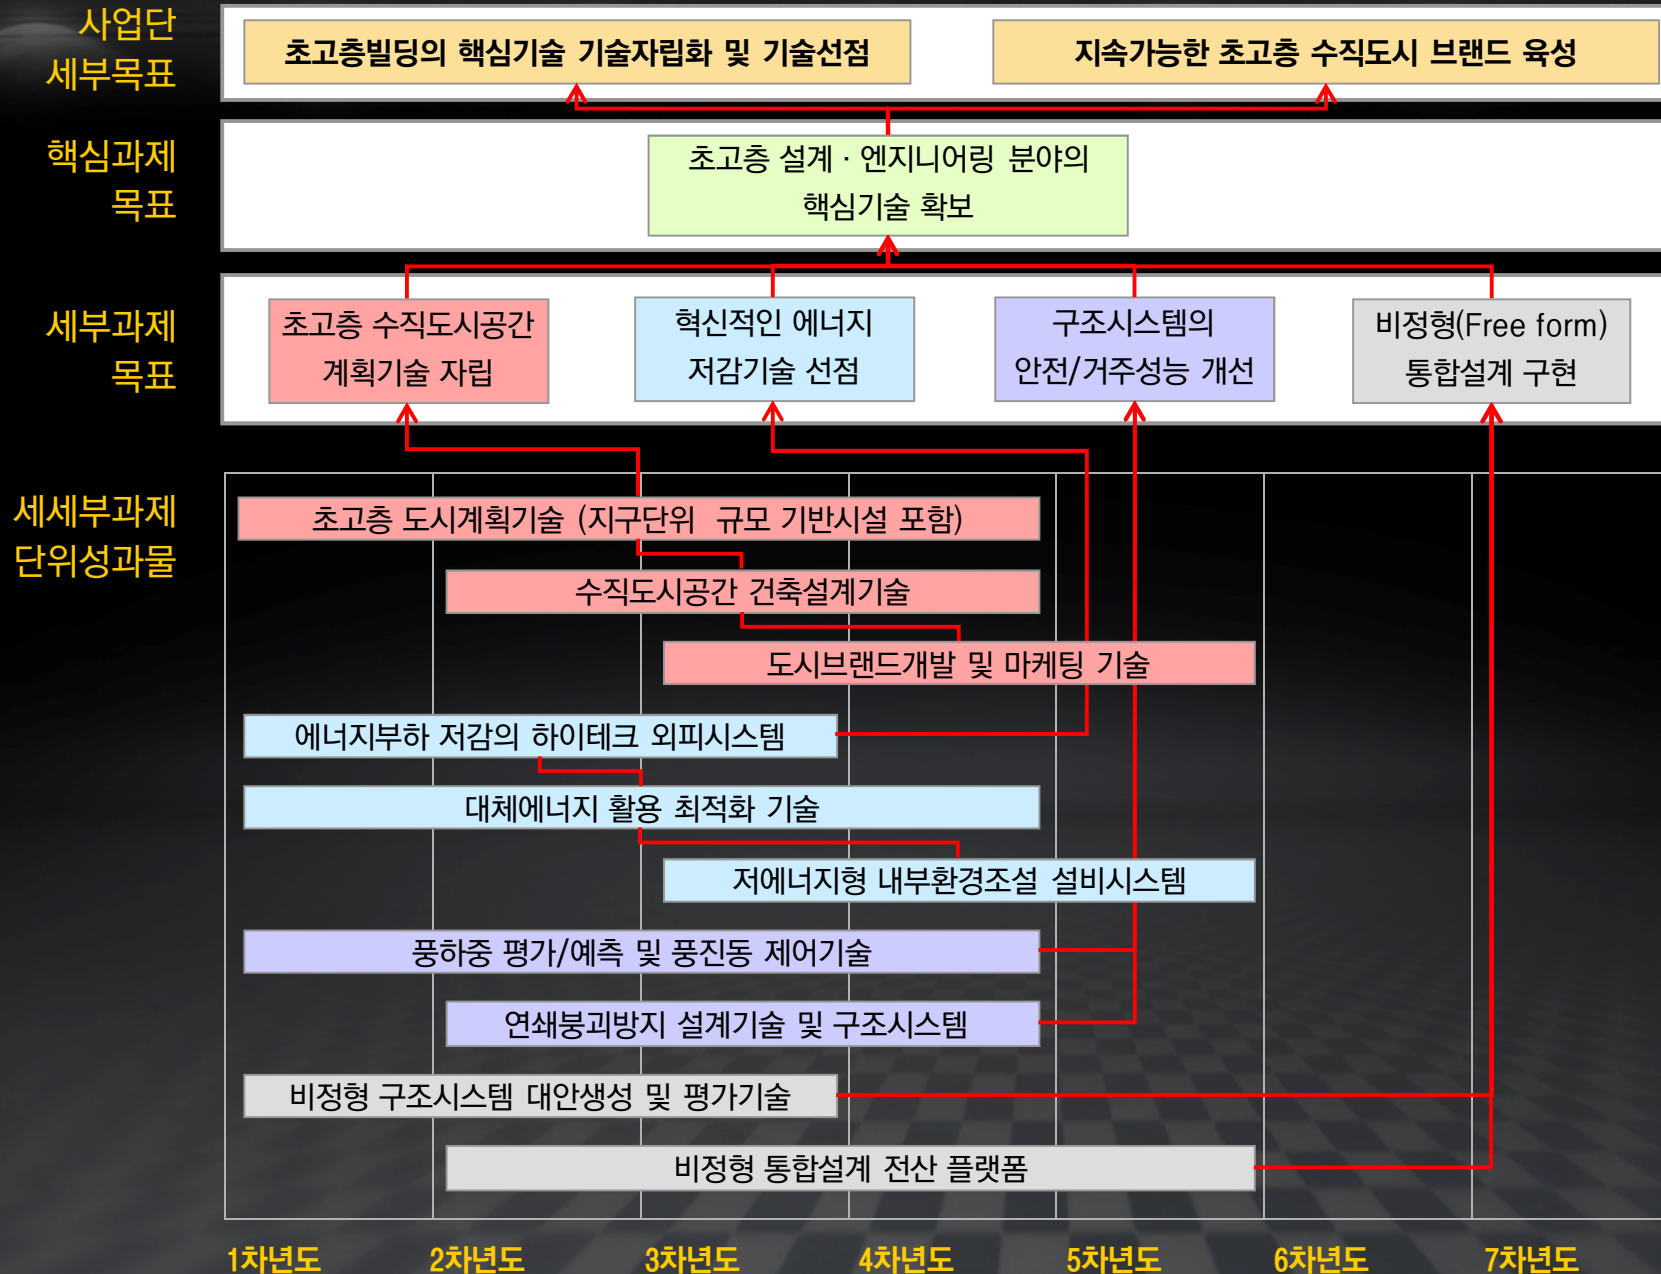 사업단
세부목표
초고층빌딩의 핵심기술 기술자립화 및 기술선점
지속가능한 초고층 수직도시 브랜드 육성
핵심과제
목표
초고층 설계 · 엔지니어링 분야의
핵심기술 확보
세부과제
목표
초고층 수직도시공간
계획기술 자립
혁신적인 에너지
저감기술 선점
구조시스템의
안전/거주성능 개선
비정형(Free form)
통합설계 구현
세세부과제
단위성과물
초고층 도시계획기술 (지구단위 규모 기반시설 포함)
수직도시공간 건축설계기술
도시브랜드개발 및 마케팅 기술
에너지부하 저감의 하이테크 외피시스템
대체에너지 활용 최적화 기술
저에너지형 내부환경조설 설비시스템
풍하중 평가/예측 및 풍진동 제어기술
연쇄붕괴방지 설계기술 및 구조시스템
비정형 구조시스템 대안생성 및 평가기술
비정형 통합설계 전산 플랫폼
1차년도 2차년도 3차년도 4차년도 5차년도 6차년도 7차년도